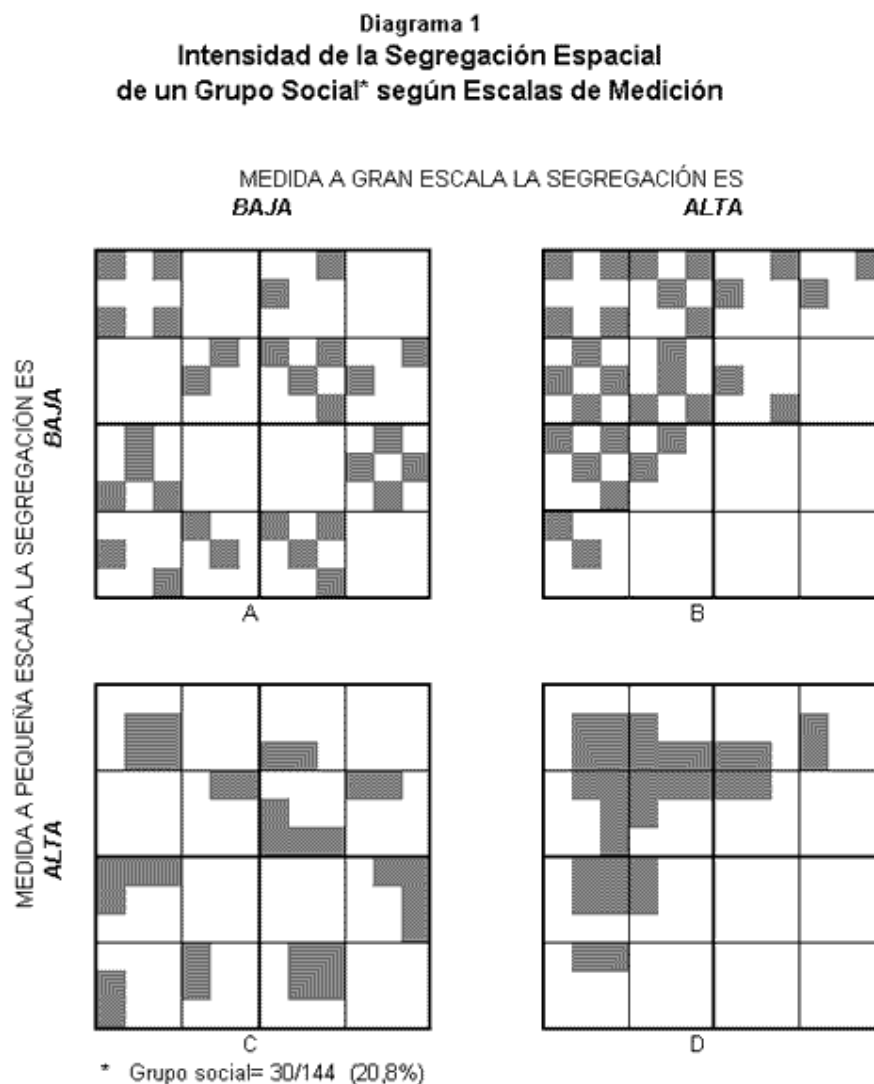 Diagrama 1
Intensidad de la Segregación Espacial
de un Grupo Social* según Escalas de Medición
MEDIDA A GRAN ESCALA LA SEGREGACIÓN ES
BAJA ALTA
MEDIDA A PEQUEÑA ESCALA LA SEGREGACIÓN ES
BAJA
ALTA
A B
C D
* Grupo social= 30/144 (20,8%)